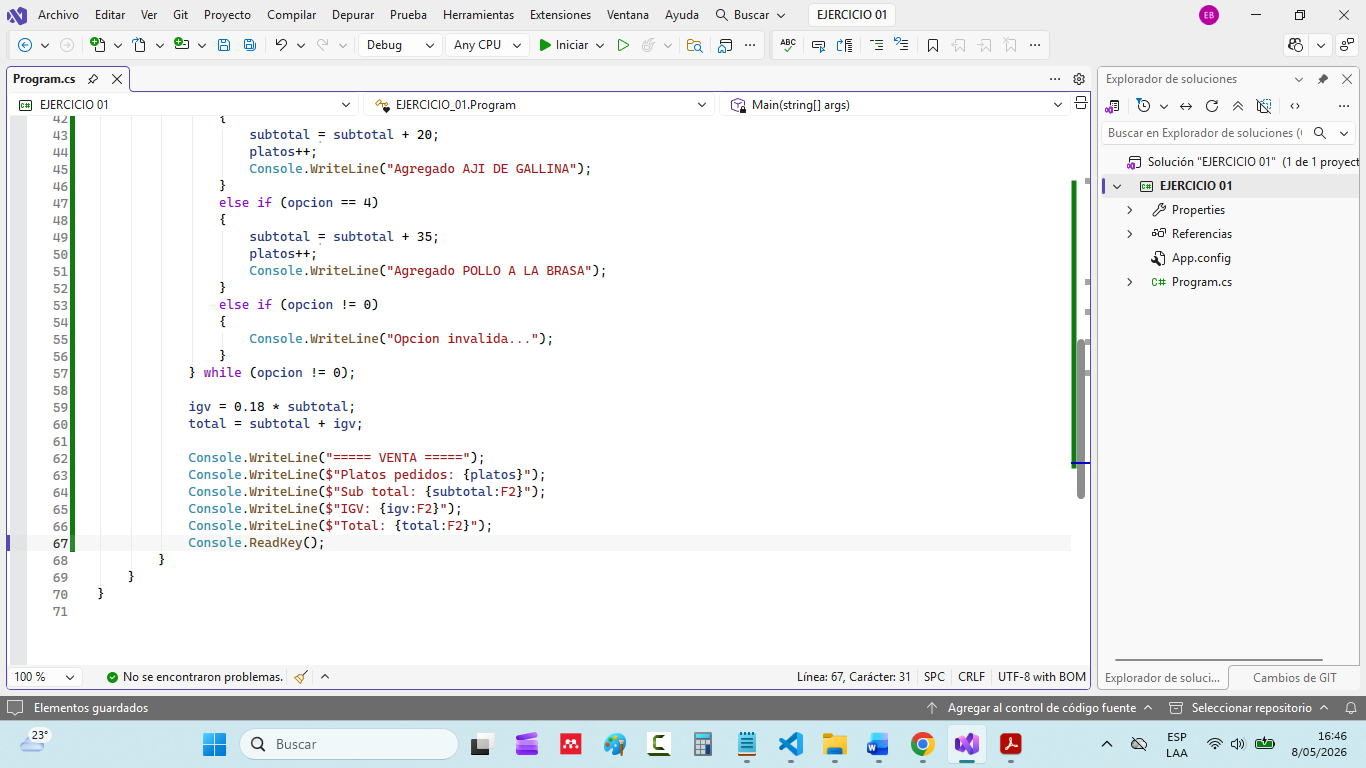 Archivo Editar Ver Git Proyecto Compilar Depurar Prueba Herramientas Extensiones Ventana Ayuda Buscar EJERCICIO 01 EB
Debug Any CPU Iniciar
Program.cs
EJERCICIO 01 EJERCICIO_01.Program Main(string[] args)
42 {
43 subtotal = subtotal + 20;
44 platos++;
45 Console.WriteLine("Agregado AJI DE GALLINA");
46 }
47 else if (opcion == 4)
48 {
49 subtotal = subtotal + 35;
50 platos++;
51 Console.WriteLine("Agregado POLLO A LA BRASA");
52 }
53 else if (opcion != 0)
54 {
55 Console.WriteLine("Opcion invalida...");
56 }
57 } while (opcion != 0);
58
59 igv = 0.18 * subtotal;
60 total = subtotal + igv;
61
62 Console.WriteLine("===== VENTA =====");
63 Console.WriteLine($"Platos pedidos: {platos}");
64 Console.WriteLine($"Sub total: {subtotal:F2}");
65 Console.WriteLine($"IGV: {igv:F2}");
66 Console.WriteLine($"Total: {total:F2}");
67 Console.ReadKey();
68 }
69 }
70 }
71
100 % No se encontraron problemas. Línea: 67, Carácter: 31 SPC CRLF UTF-8 with BOM
Explorador de soluciones
Buscar en Explorador de soluciones (
Solución "EJERCICIO 01" (1 de 1 proyect
EJERCICIO 01
Properties
Referencias
App.config
C# Program.cs
Explorador de soluci... Cambios de GIT
Elementos guardados Agregar al control de código fuente Seleccionar repositorio
23° Buscar ESP LAA 16:46 8/05/2026